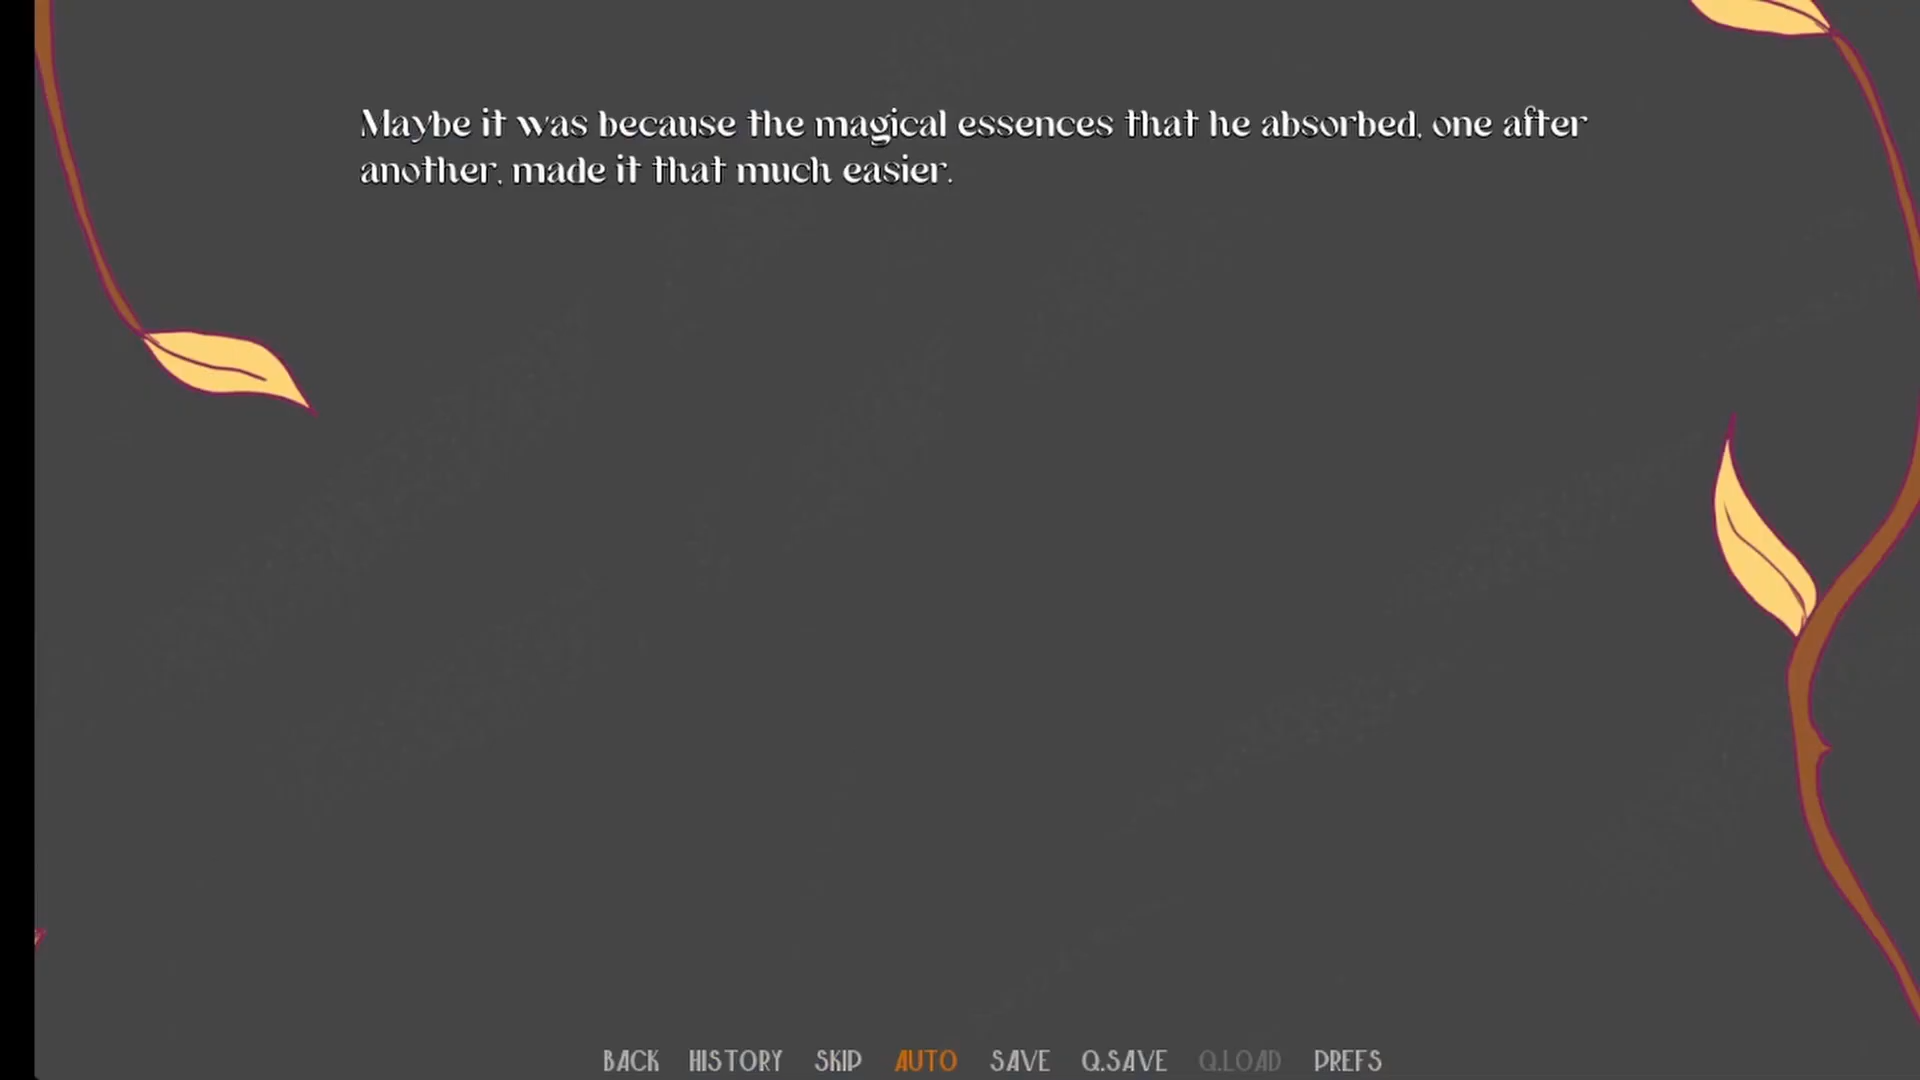 Maybe it was because the magical essences that he absorbed, one after
another, made it that much easier.
BACK HISTORY SKIP AUTO SAVE Q.SAVE Q.LOAD PREFS